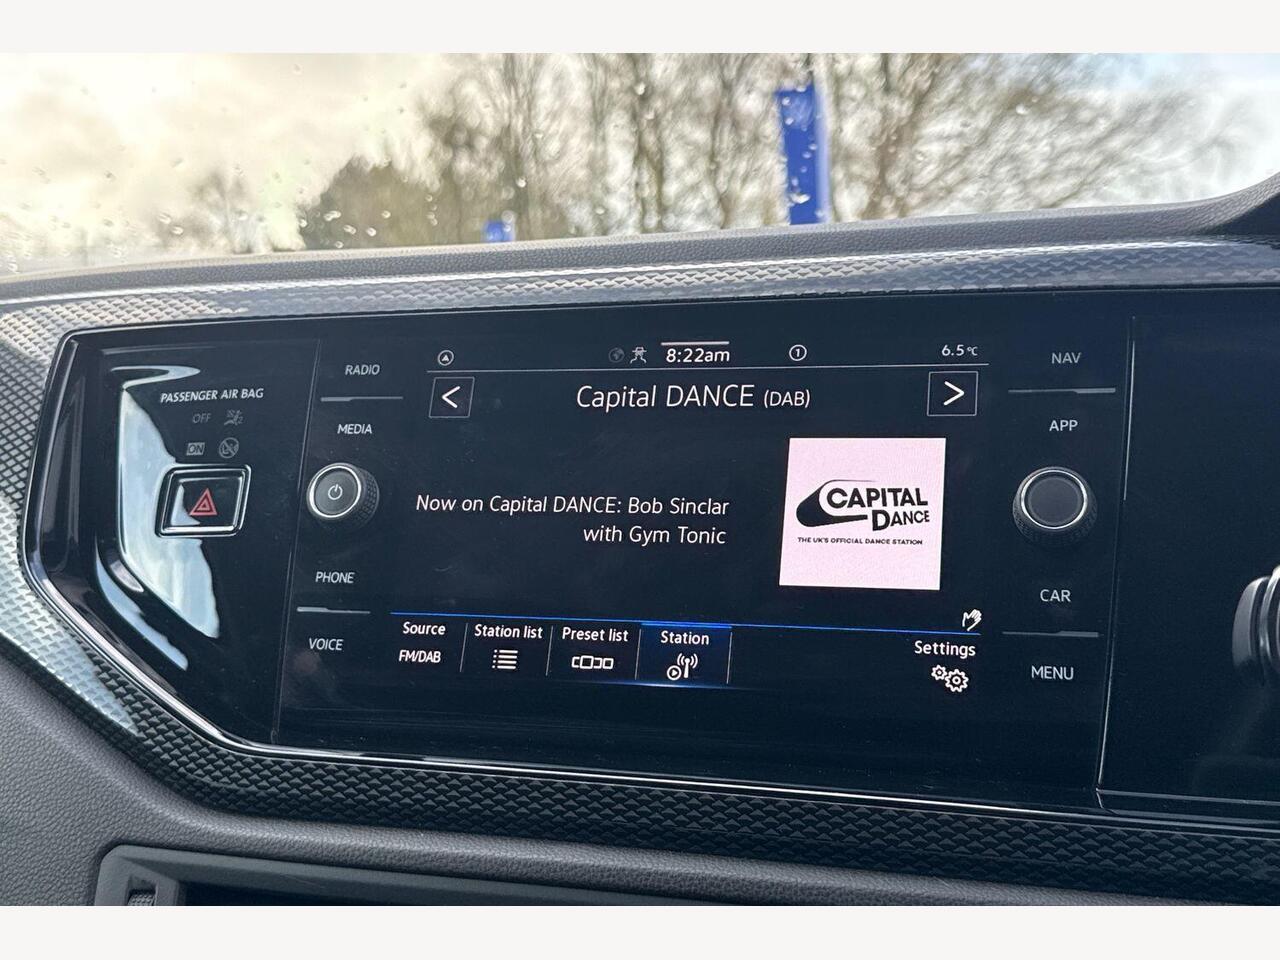 PASSENGER AIR BAG
OFF
ON
RADIO
MEDIA
PHONE
VOICE
8:22am
1
6.5°C
<
Capital DANCE (DAB)
>
Now on Capital DANCE: Bob Sinclar
with Gym Tonic
CAPITAL
DANCE
THE UK'S OFFICIAL DANCE STATION
Source
FM/DAB
Station list
Preset list
Station
Settings
NAV
APP
CAR
MENU